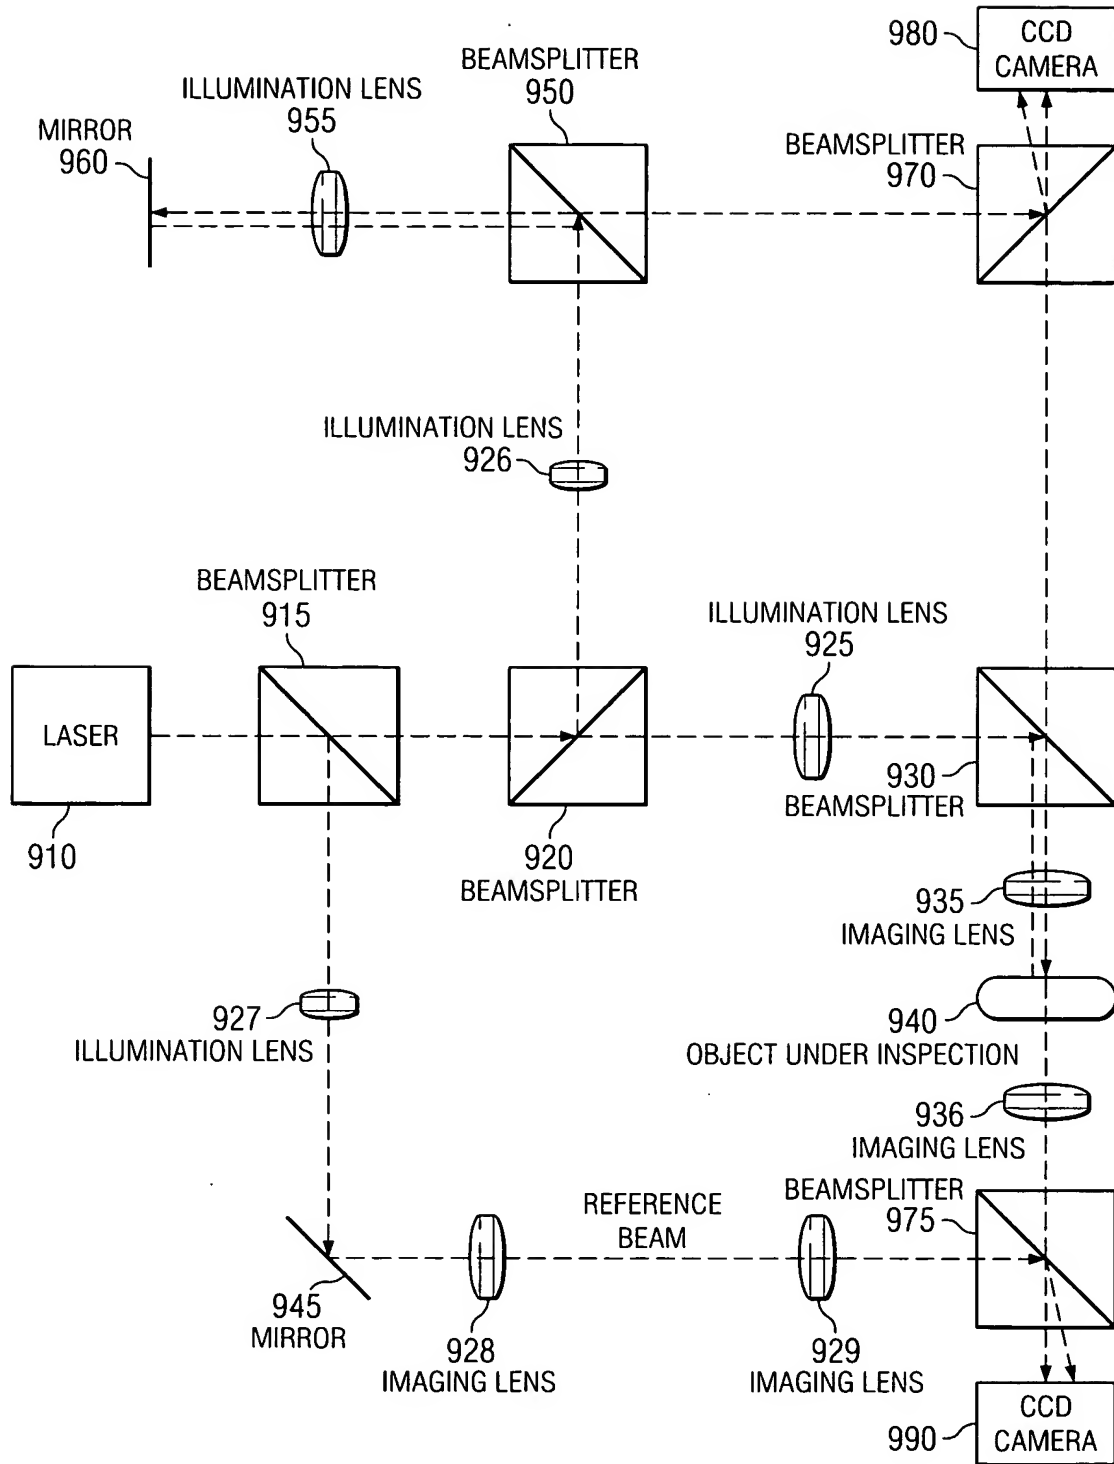 980
CCD
CAMERA
BEAMSPLITTER
950
ILLUMINATION LENS
955
MIRROR
960
BEAMSPLITTER
970
ILLUMINATION LENS
926
BEAMSPLITTER
915
ILLUMINATION LENS
925
LASER
910
920
BEAMSPLITTER
930
BEAMSPLITTER
935
IMAGING LENS
927
ILLUMINATION LENS
940
OBJECT UNDER INSPECTION
936
IMAGING LENS
REFERENCE
BEAM
BEAMSPLITTER
975
945
MIRROR
928
IMAGING LENS
929
IMAGING LENS
990
CCD
CAMERA